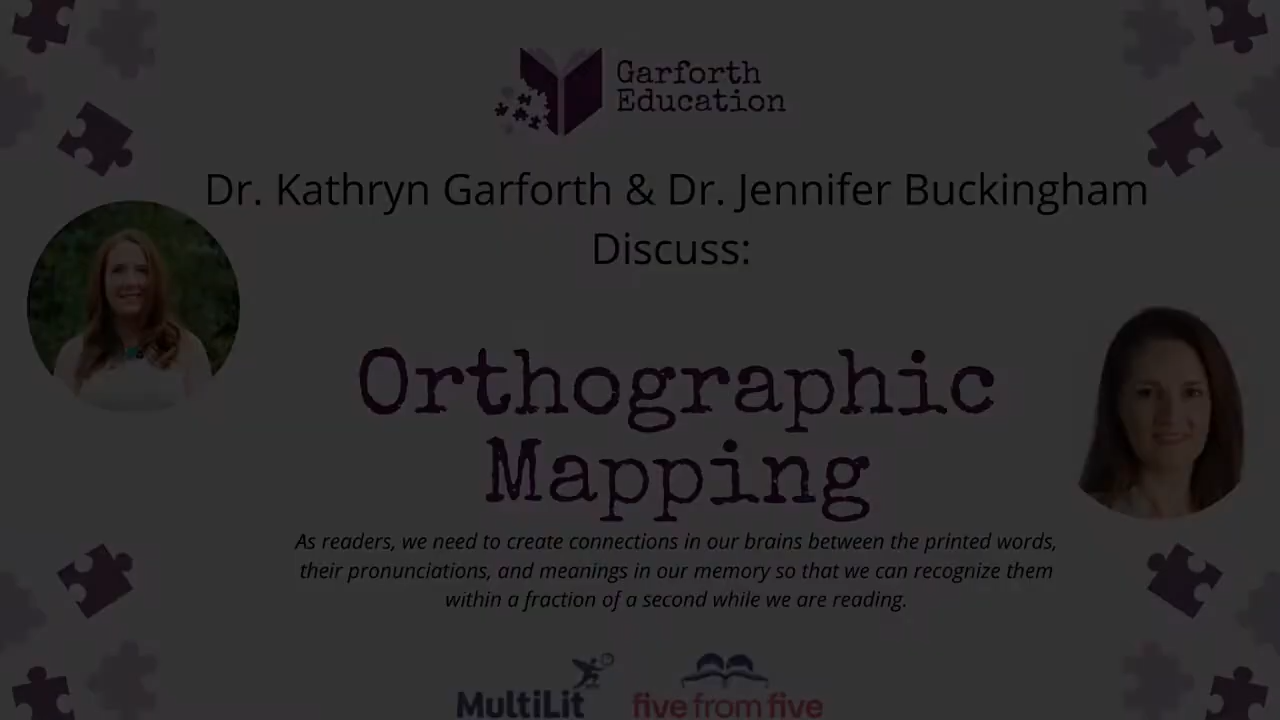 Garforth
Education
Dr. Kathryn Garforth & Dr. Jennifer Buckingham
Discuss:
Orthographic
Mapping
As readers, we need to create connections in our brains between the printed words,
their pronunciations, and meanings in our memory so that we can recognize them
within a fraction of a second while we are reading.
MultiLit
five from five